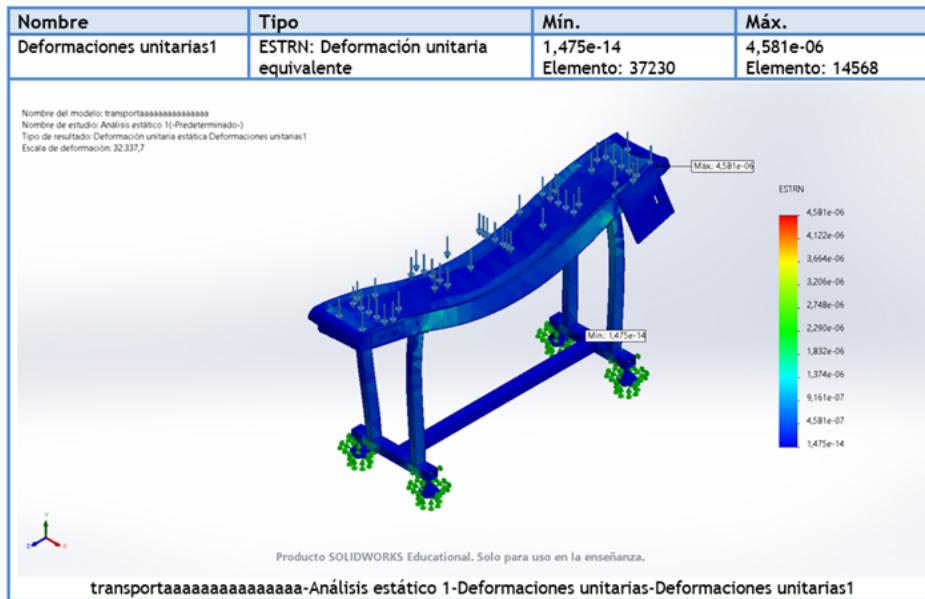 Nombre Tipo Mín. Máx.
Deformaciones unitarias1 ESTRN: Deformación unitaria equivalente 1,475e-14 Elemento: 37230 4,581e-06 Elemento: 14568
Nombre del modelo: transportaaaaaaaaaaaaaaa
Nombre de estudio: Análisis estático 1(-Predeterminado-)
Tipo de resultado: Deformación unitaria estática Deformaciones unitarias1
Escala de deformación: 32.337,7
Máx.: 4,581e-06
Mín.: 1,475e-14
ESTRN
4,581e-06
4,122e-06
3,664e-06
3,206e-06
2,748e-06
2,290e-06
1,832e-06
1,374e-06
9,161e-07
4,581e-07
1,475e-14
Y
Z X
Producto SOLIDWORKS Educational. Solo para uso en la enseñanza.
transportaaaaaaaaaaaaaaa-Análisis estático 1-Deformaciones unitarias-Deformaciones unitarias1